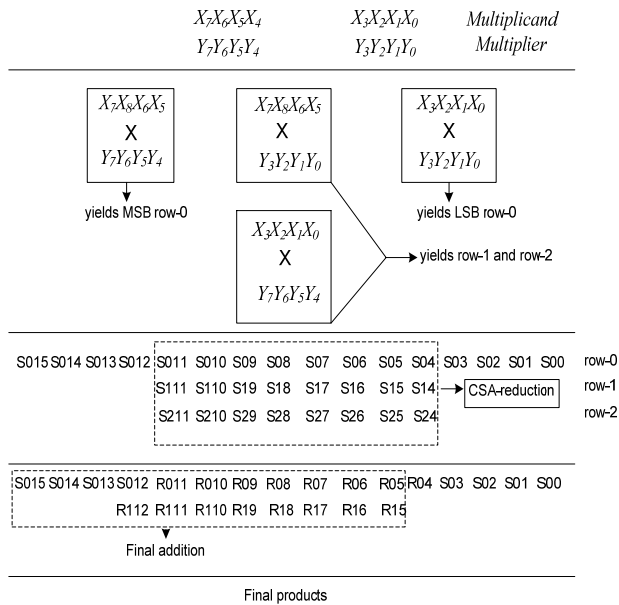 X7X6X5X4 X3X2X1X0 Multiplicand
Y7Y6Y5Y4 Y3Y2Y1Y0 Multiplier
X7X8X6X5 X7X8X6X5 X3X2X1X0
X X X
Y7Y6Y5Y4 Y3Y2Y1Y0 Y3Y2Y1Y0
yields MSB row-0 yields LSB row-0
X3X2X1X0
X
Y7Y6Y5Y4
yields row-1 and row-2
S015 S014 S013 S012 S011 S010 S09 S08 S07 S06 S05 S04 S03 S02 S01 S00 row-0
S111 S110 S19 S18 S17 S16 S15 S14 CSA-reduction row-1
S211 S210 S29 S28 S27 S26 S25 S24 row-2
S015 S014 S013 S012 R011 R010 R09 R08 R07 R06 R05 R04 S03 S02 S01 S00
R112 R111 R110 R19 R18 R17 R16 R15
Final addition
Final products